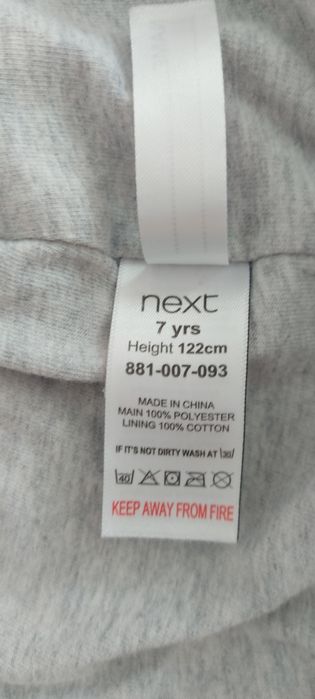 next
7 yrs
Height 122cm
881-007-093
MADE IN CHINA
MAIN 100% POLYESTER
LINING 100% COTTON
IF IT'S NOT DIRTY WASH AT 30
40
KEEP AWAY FROM FIRE